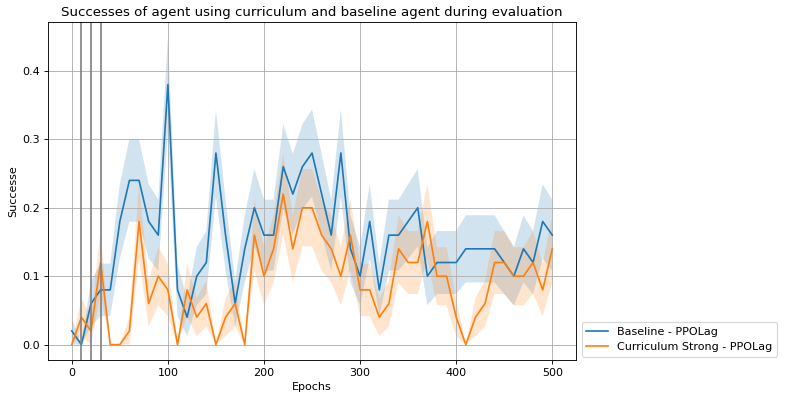 Successes of agent using curriculum and baseline agent during evaluation
Successe
0.4
0.3
0.2
0.1
0.0
0
100
200
300
400
500
Epochs
Baseline - PPOLag
Curriculum Strong - PPOLag